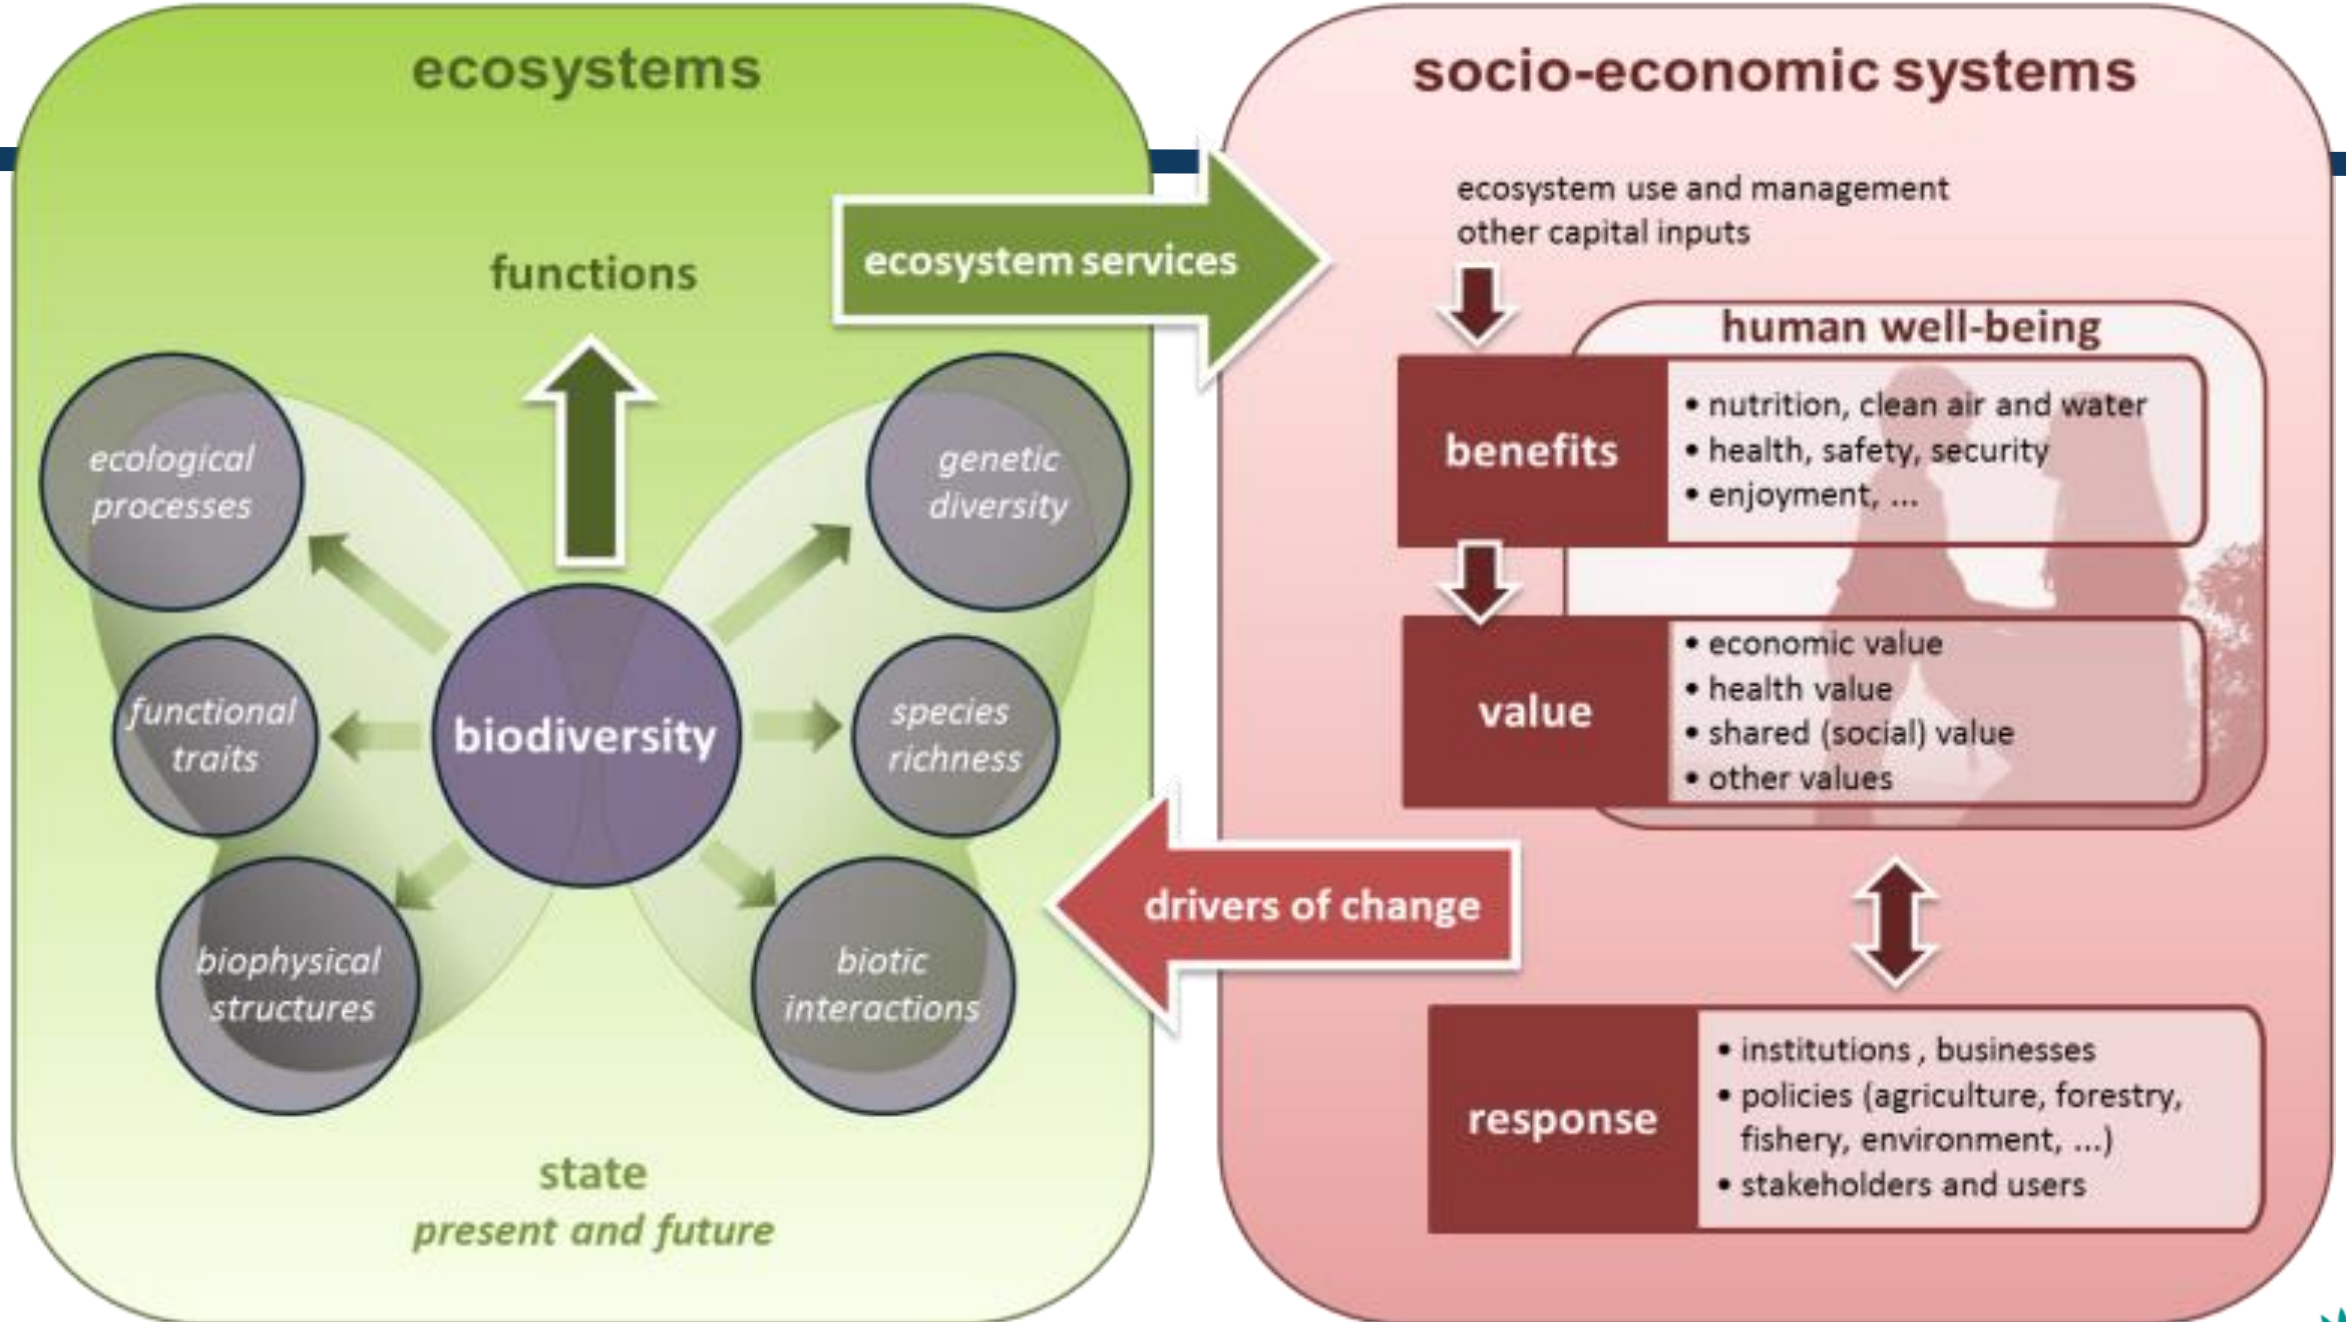 ecosystems
functions
ecosystem services
ecological
processes
genetic
diversity
functional
traits
biodiversity
species
richness
biophysical
structures
biotic
interactions
state
present and future
socio-economic systems
ecosystem use and management
other capital inputs
human well-being
benefits
• nutrition, clean air and water
• health, safety, security
• enjoyment, ...
value
• economic value
• health value
• shared (social) value
• other values
drivers of change
response
• institutions , businesses
• policies (agriculture, forestry,
fishery, environment, ...)
• stakeholders and users